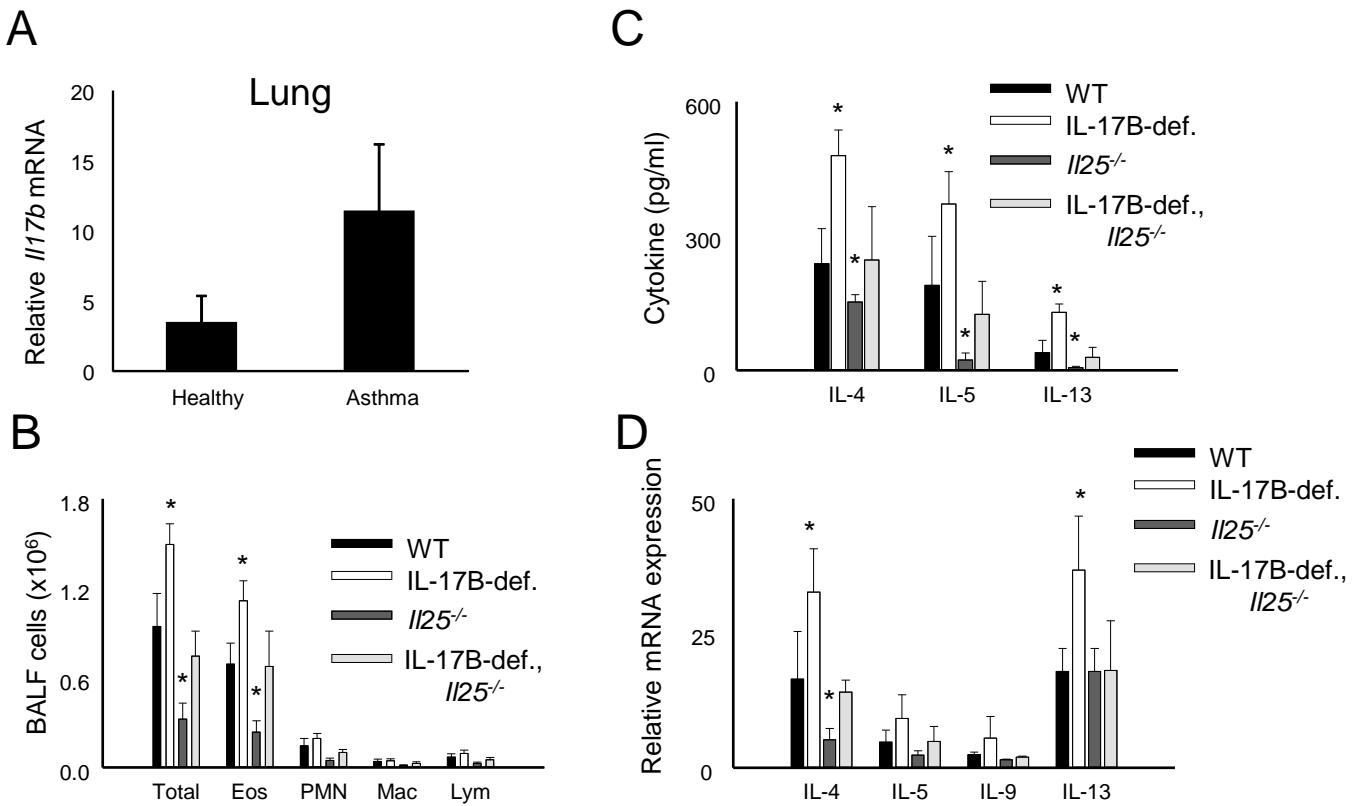 A
Lung
Relative Il17b mRNA
20
15
10
5
0
Healthy
Asthma
B
BALF cells (x10⁶)
1.8
1.2
0.6
0.0
*
*
*
*
WT
IL-17B-def.
Il25-/-
IL-17B-def.,
Il25-/-
Total
Eos
PMN
Mac
Lym
C
Cytokine (pg/ml)
600
300
0
*
*
*
*
*
*
WT
IL-17B-def.
Il25-/-
IL-17B-def.,
Il25-/-
IL-4
IL-5
IL-13
D
Relative mRNA expression
50
25
0
*
*
*
WT
IL-17B-def.
Il25-/-
IL-17B-def.,
Il25-/-
IL-4
IL-5
IL-9
IL-13